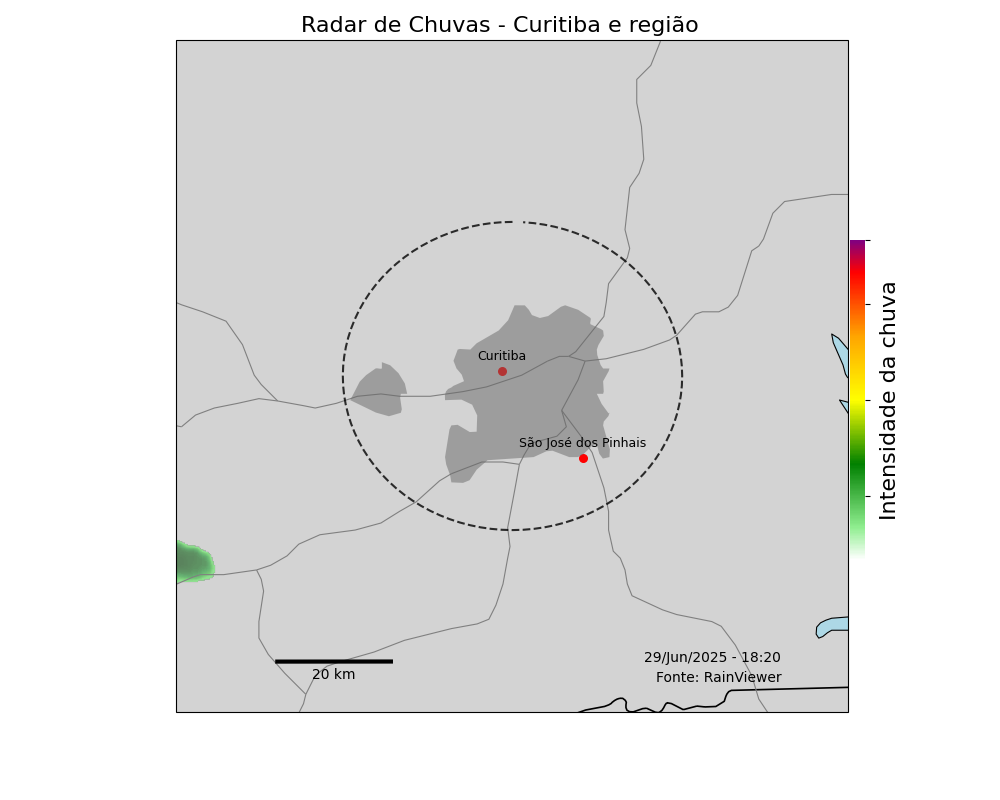 Radar de Chuvas - Curitiba e região
Curitiba
São José dos Pinhais
Intensidade da chuva
29/Jun/2025 - 18:20
20 km
Fonte: RainViewer